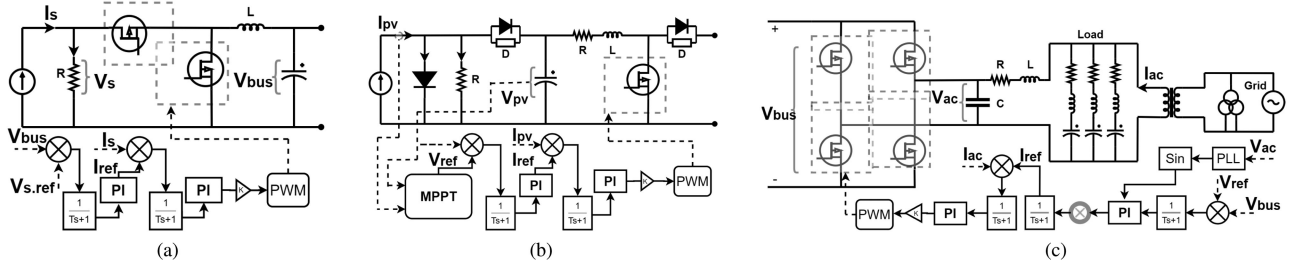 Is
L
R
Vs
Vbus
Vbus
Is
Iref
Vs.ref
1
Ts+1
PI
1
Ts+1
PI
K
PWM
(a)
Ipv
R
D
Vpv
R
L
D
Vref
MPPT
Ipv
Iref
1
Ts+1
PI
1
Ts+1
PI
K
PWM
(b)
+
Vbus
-
Vac
C
R
L
Load
Iac
Grid
Iac
Iref
Sin
PLL
Vac
Vref
Vbus
PWM
K
PI
1
Ts+1
1
Ts+1
PI
1
Ts+1
(c)